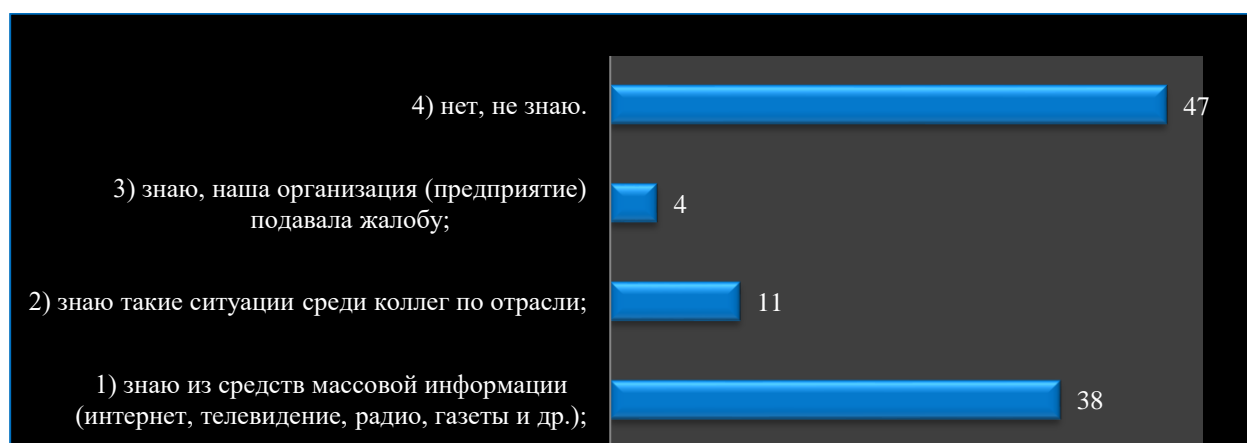 4) нет, не знаю.
47
3) знаю, наша организация (предприятие)
подавала жалобу;
4
2) знаю такие ситуации среди коллег по отрасли;
11
1) знаю из средств массовой информации
(интернет, телевидение, радио, газеты и др.);
38